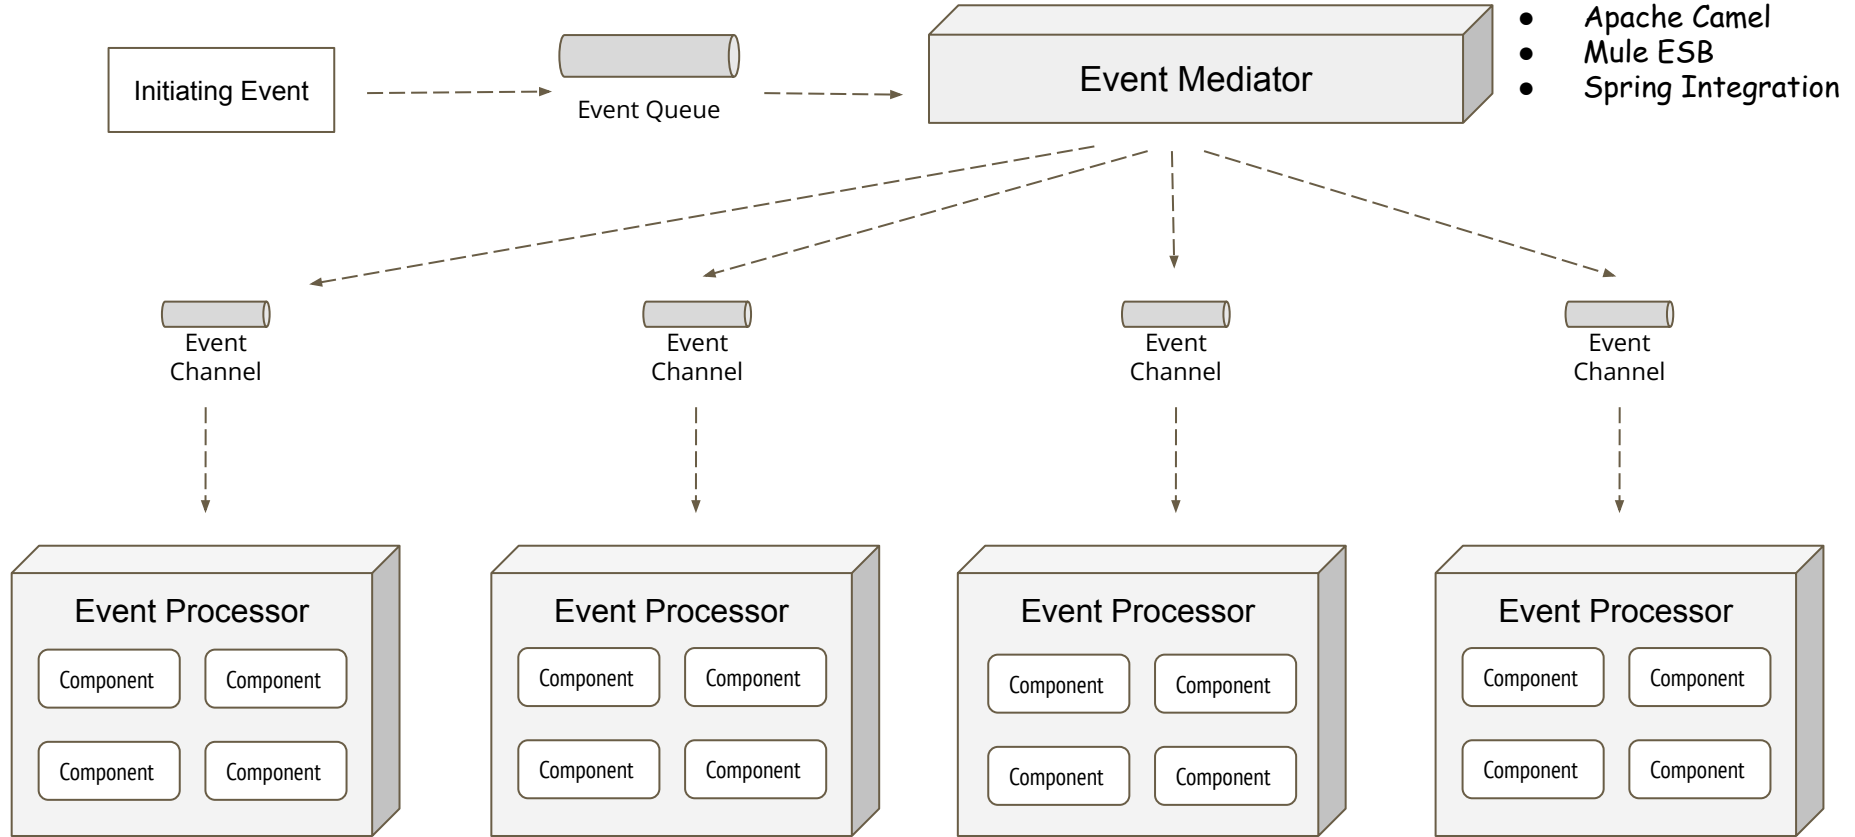 Initiating Event
Event Queue
Event Mediator
● Apache Camel
● Mule ESB
● Spring Integration
Event
Channel
Event
Channel
Event
Channel
Event
Channel
Event Processor
Component Component
Component Component
Event Processor
Component Component
Component Component
Event Processor
Component Component
Component Component
Event Processor
Component Component
Component Component